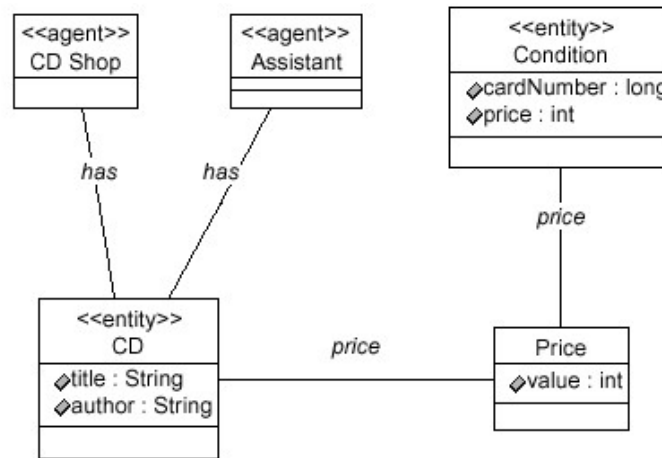 <<agent>>
CD Shop
<<agent>>
Assistant
<<entity>>
Condition
cardNumber : long
price : int
has
has
price
<<entity>>
CD
title : String
author : String
price
Price
value : int